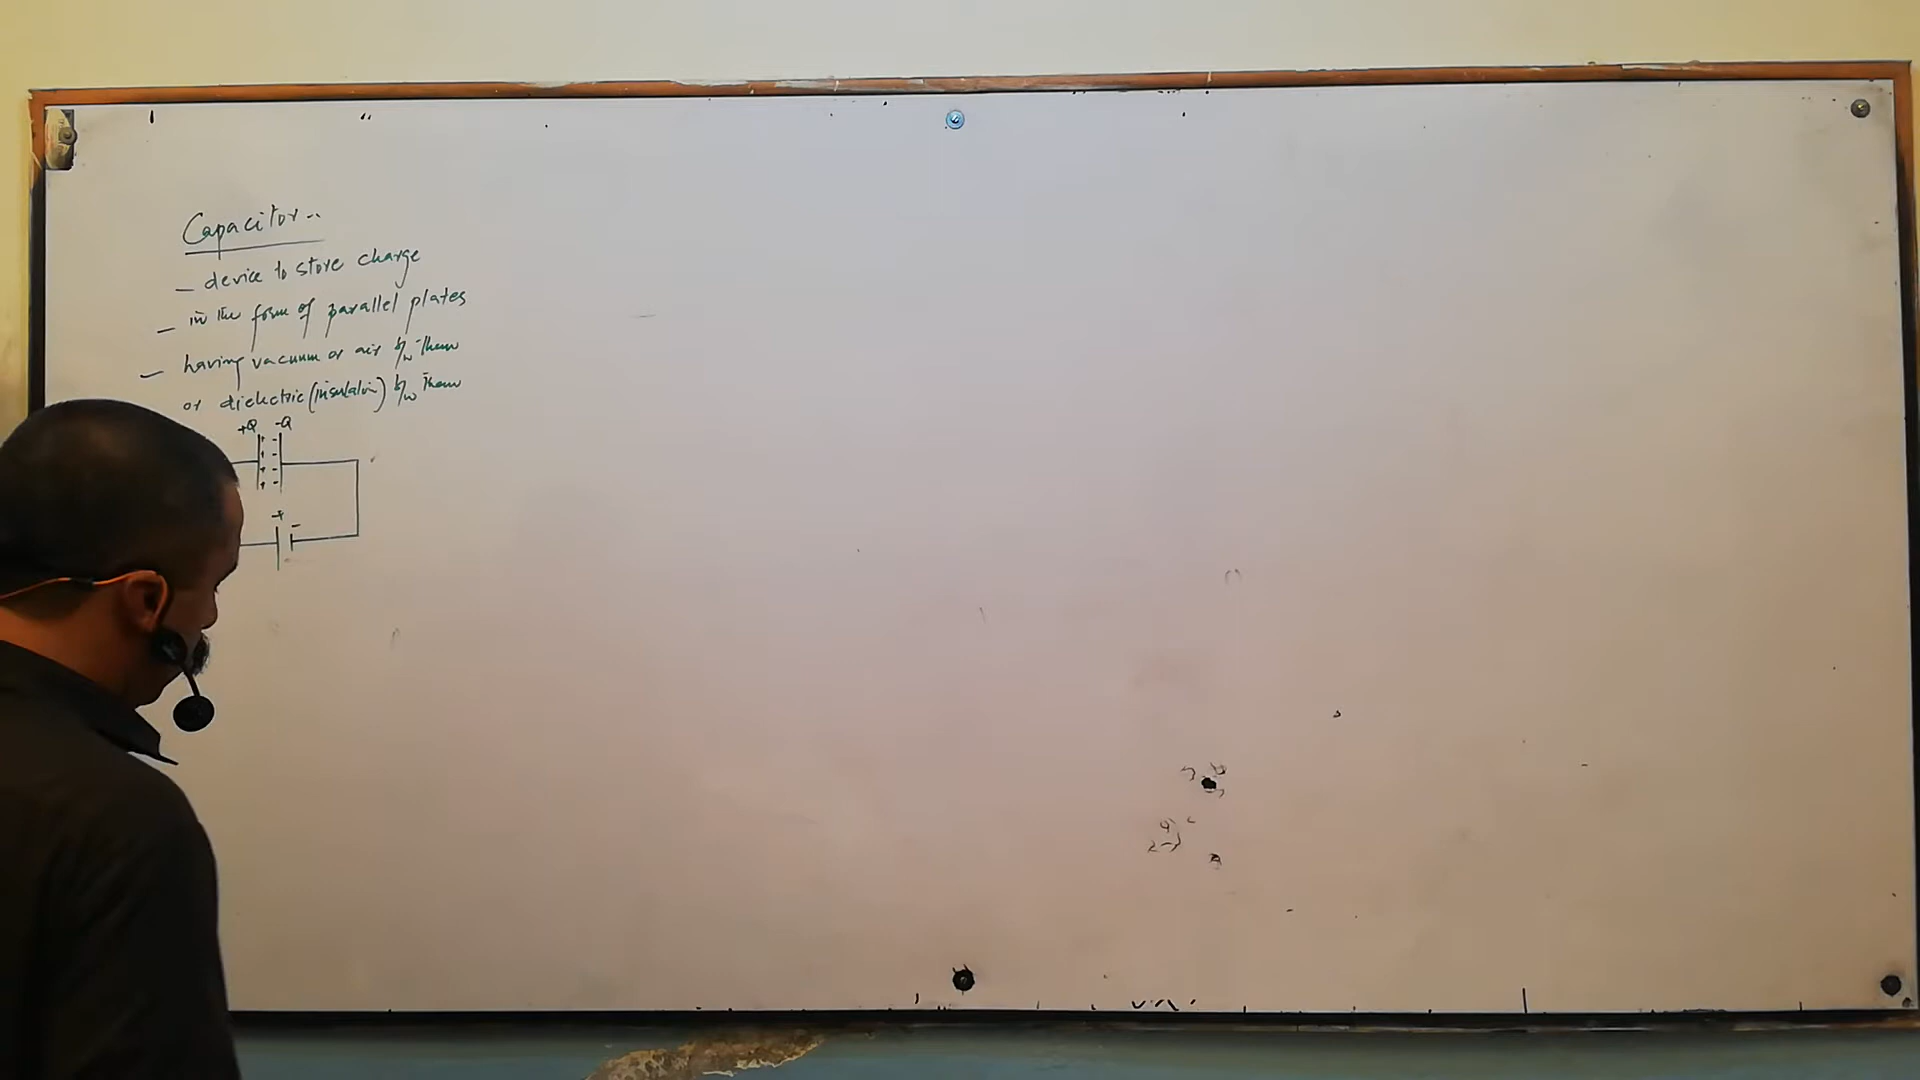 Capacitor..
- device to store charge
- in the form of parallel plates
- having vacuum or air b/w them
or dielectric (insulator) b/w them
+Q -Q
+ -
+ -
+ -
+ -
+ -